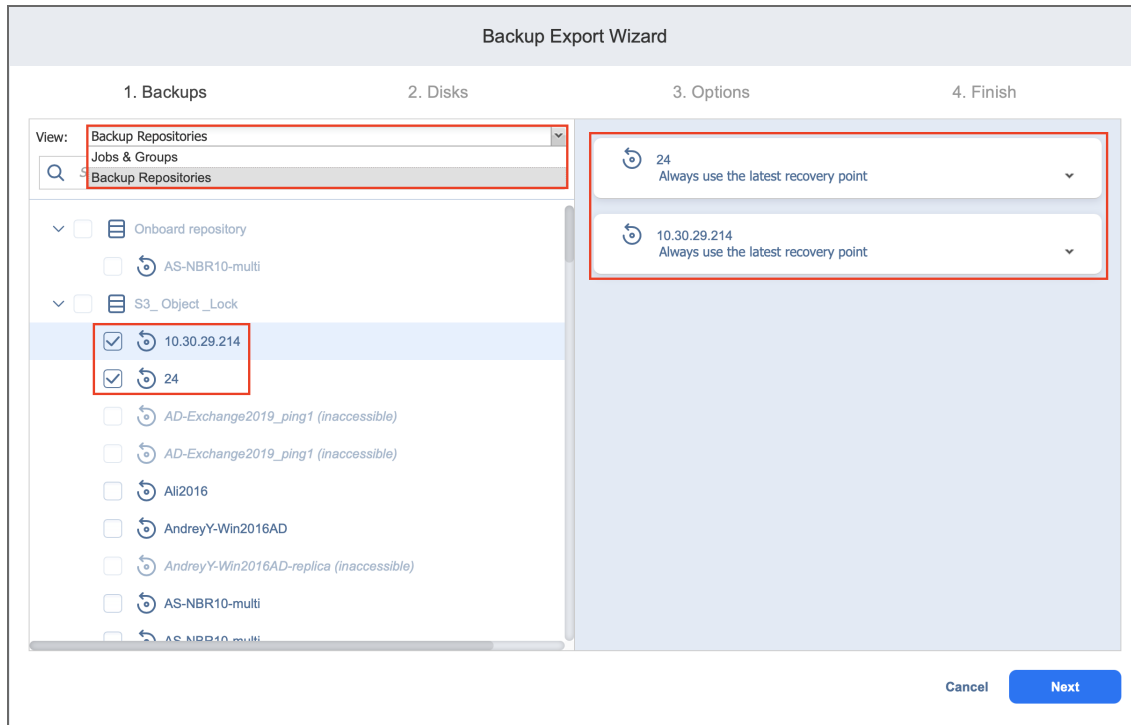 Backup Export Wizard
1. Backups
2. Disks
3. Options
4. Finish
View:
Backup Repositories
Jobs & Groups
Backup Repositories
Onboard repository
AS-NBR10-multi
S3_ Object _Lock
10.30.29.214
24
AD-Exchange2019_ping1 (inaccessible)
AD-Exchange2019_ping1 (inaccessible)
Ali2016
AndreyY-Win2016AD
AndreyY-Win2016AD-replica (inaccessible)
AS-NBR10-multi
AS-NBR10-multi
24
Always use the latest recovery point
10.30.29.214
Always use the latest recovery point
Cancel
Next